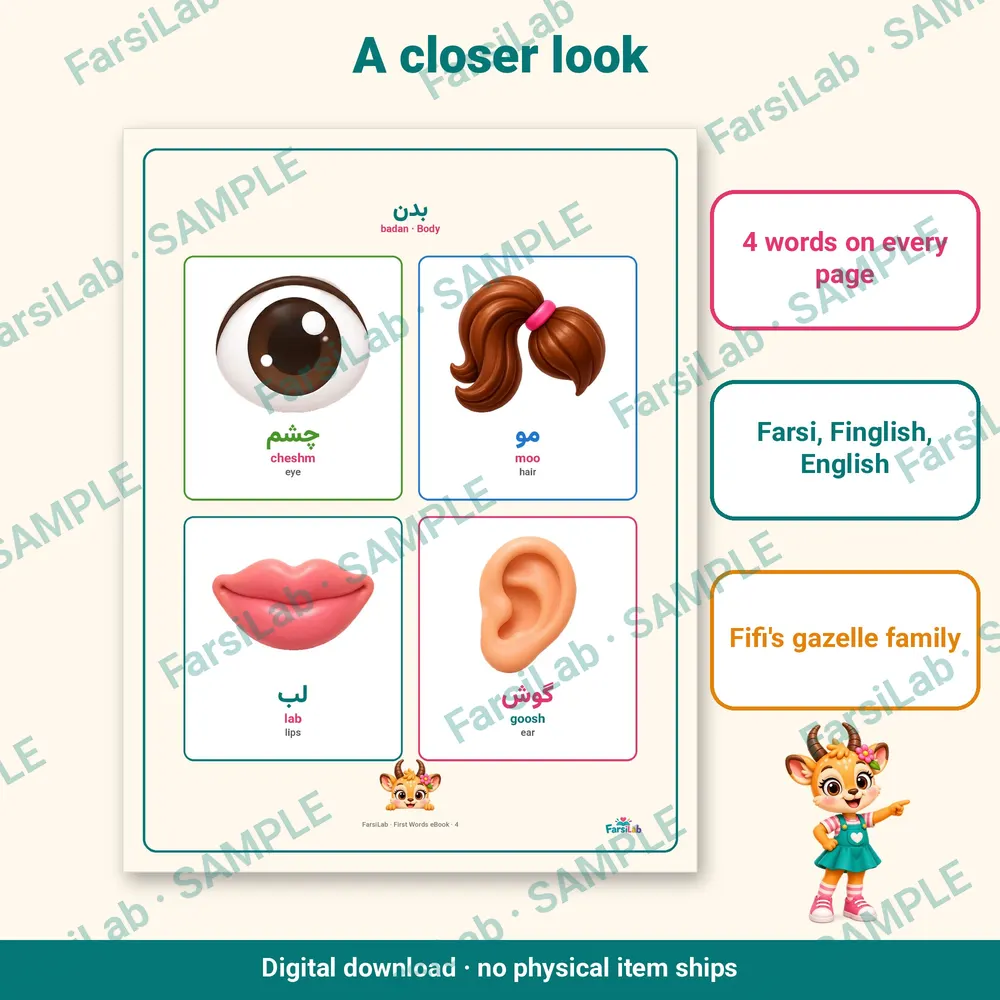 A closer look
بدن
badan · Body
چشم
cheshm
eye
مو
moo
hair
لب
lab
lips
گوش
goosh
ear
FarsiLab · First Words eBook · 4
FarsiLab
4 words on every
page
Farsi, Finglish,
English
Fifi's gazelle family
Digital download · no physical item ships
FarsiLab · SAMPLE